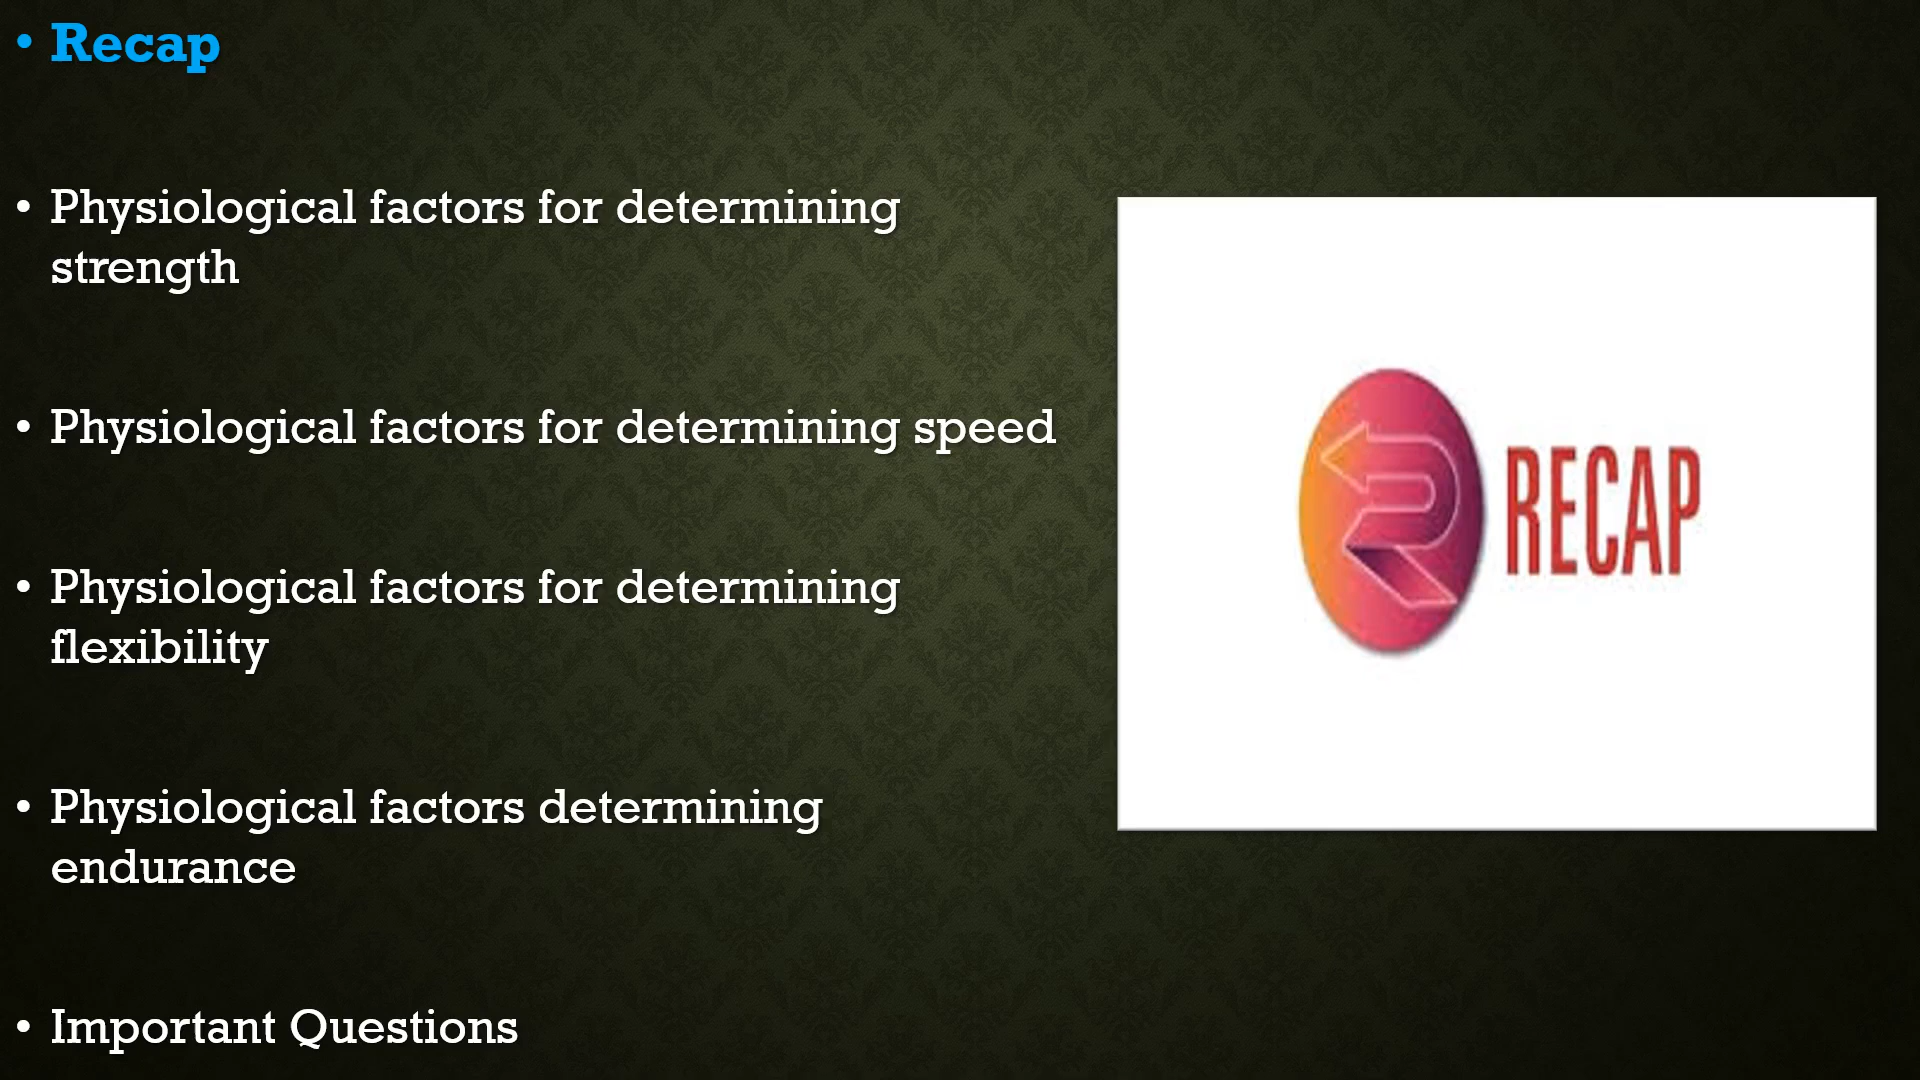 • Recap
• Physiological factors for determining
strength
• Physiological factors for determining speed
• Physiological factors for determining
flexibility
• Physiological factors determining
endurance
• Important Questions
RECAP